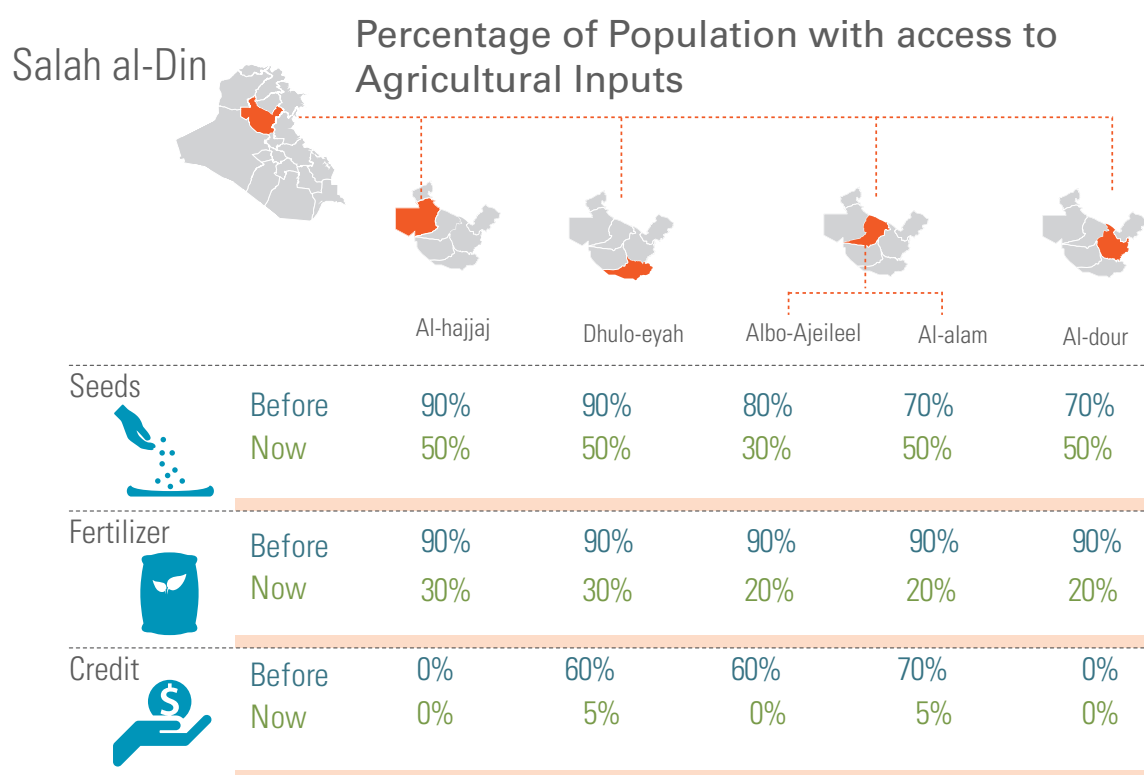 Salah al-Din
Percentage of Population with access to
Agricultural Inputs
Al-hajjaj Dhulo-eyah Albo-Ajeileel Al-alam Al-dour
Seeds
Before 90% 90% 80% 70% 70%
Now 50% 50% 30% 50% 50%
Fertilizer
Before 90% 90% 90% 90% 90%
Now 30% 30% 20% 20% 20%
Credit
Before 0% 60% 60% 70% 0%
Now 0% 5% 0% 5% 0%
$